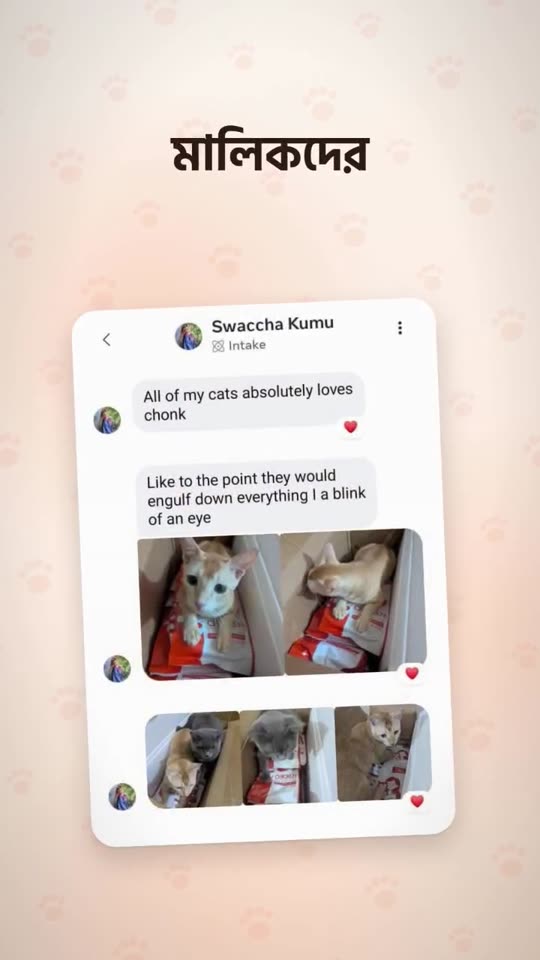 মালিকদের
Swaccha Kumu
Intake
All of my cats absolutely loves
chonk
Like to the point they would
engulf down everything I a blink
of an eye